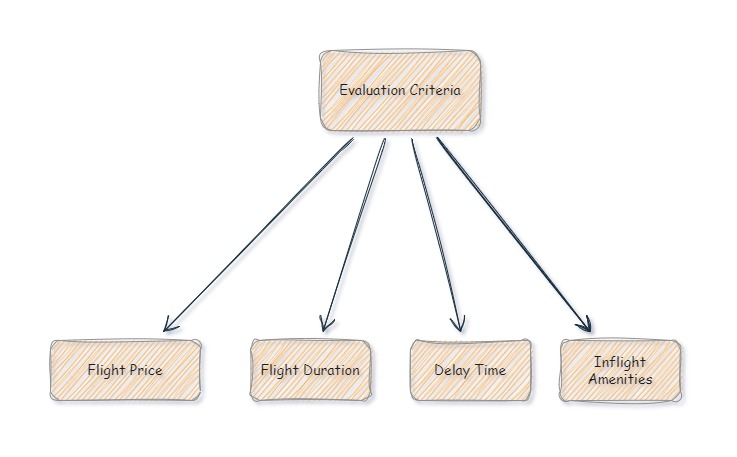 Evaluation Criteria
Flight Price
Flight Duration
Delay Time
Inflight
Amenities